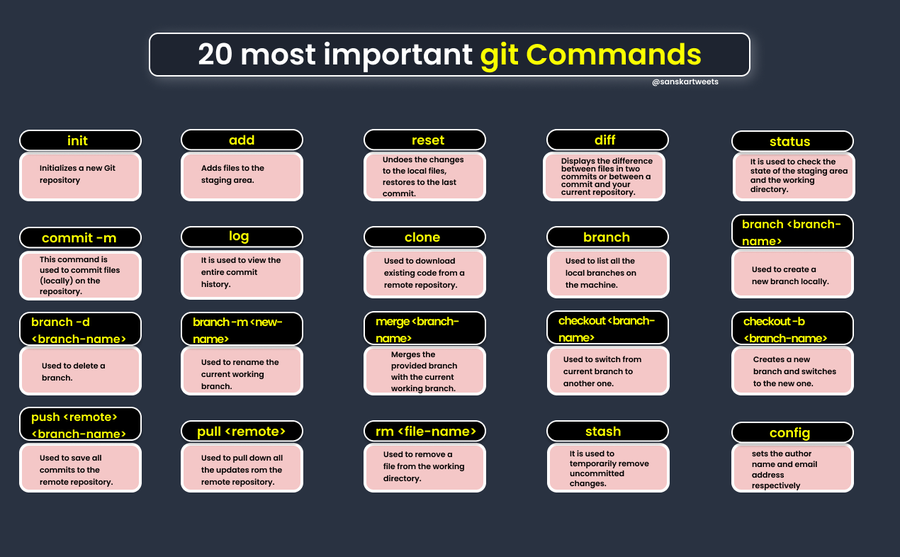 20 most important git Commands
@sanskartweets
init
Initializes a new Git
repository
add
Adds files to the
staging area.
reset
Undoes the changes
to the local files,
restores to the last
commit.
diff
Displays the difference
between files in two
commits or between a
commit and your
current repository.
status
It is used to check the
state of the staging area
and the working
directory.
commit -m
This command is
used to commit files
(locally) on the
repository.
log
It is used to view the
entire commit
history.
clone
Used to download
existing code from a
remote repository.
branch
Used to list all the
local branches on
the machine.
branch <branch-
name>
Used to create a
new branch locally.
branch -d
<branch-name>
Used to delete a
branch.
branch -m <new-
name>
Used to rename the
current working
branch.
merge <branch-
name>
Merges the
provided branch
with the current
working branch.
checkout <branch-
name>
Used to switch from
current branch to
another one.
checkout -b
<branch-name>
Creates a new
branch and switches
to the new one.
push <remote>
<branch-name>
Used to save all
commits to the
remote repository.
pull <remote>
Used to pull down all
the updates rom the
remote repository.
rm <file-name>
Used to remove a
file from the working
directory.
stash
It is used to
temporarily remove
uncommitted
changes.
config
sets the author
name and email
address
respectively